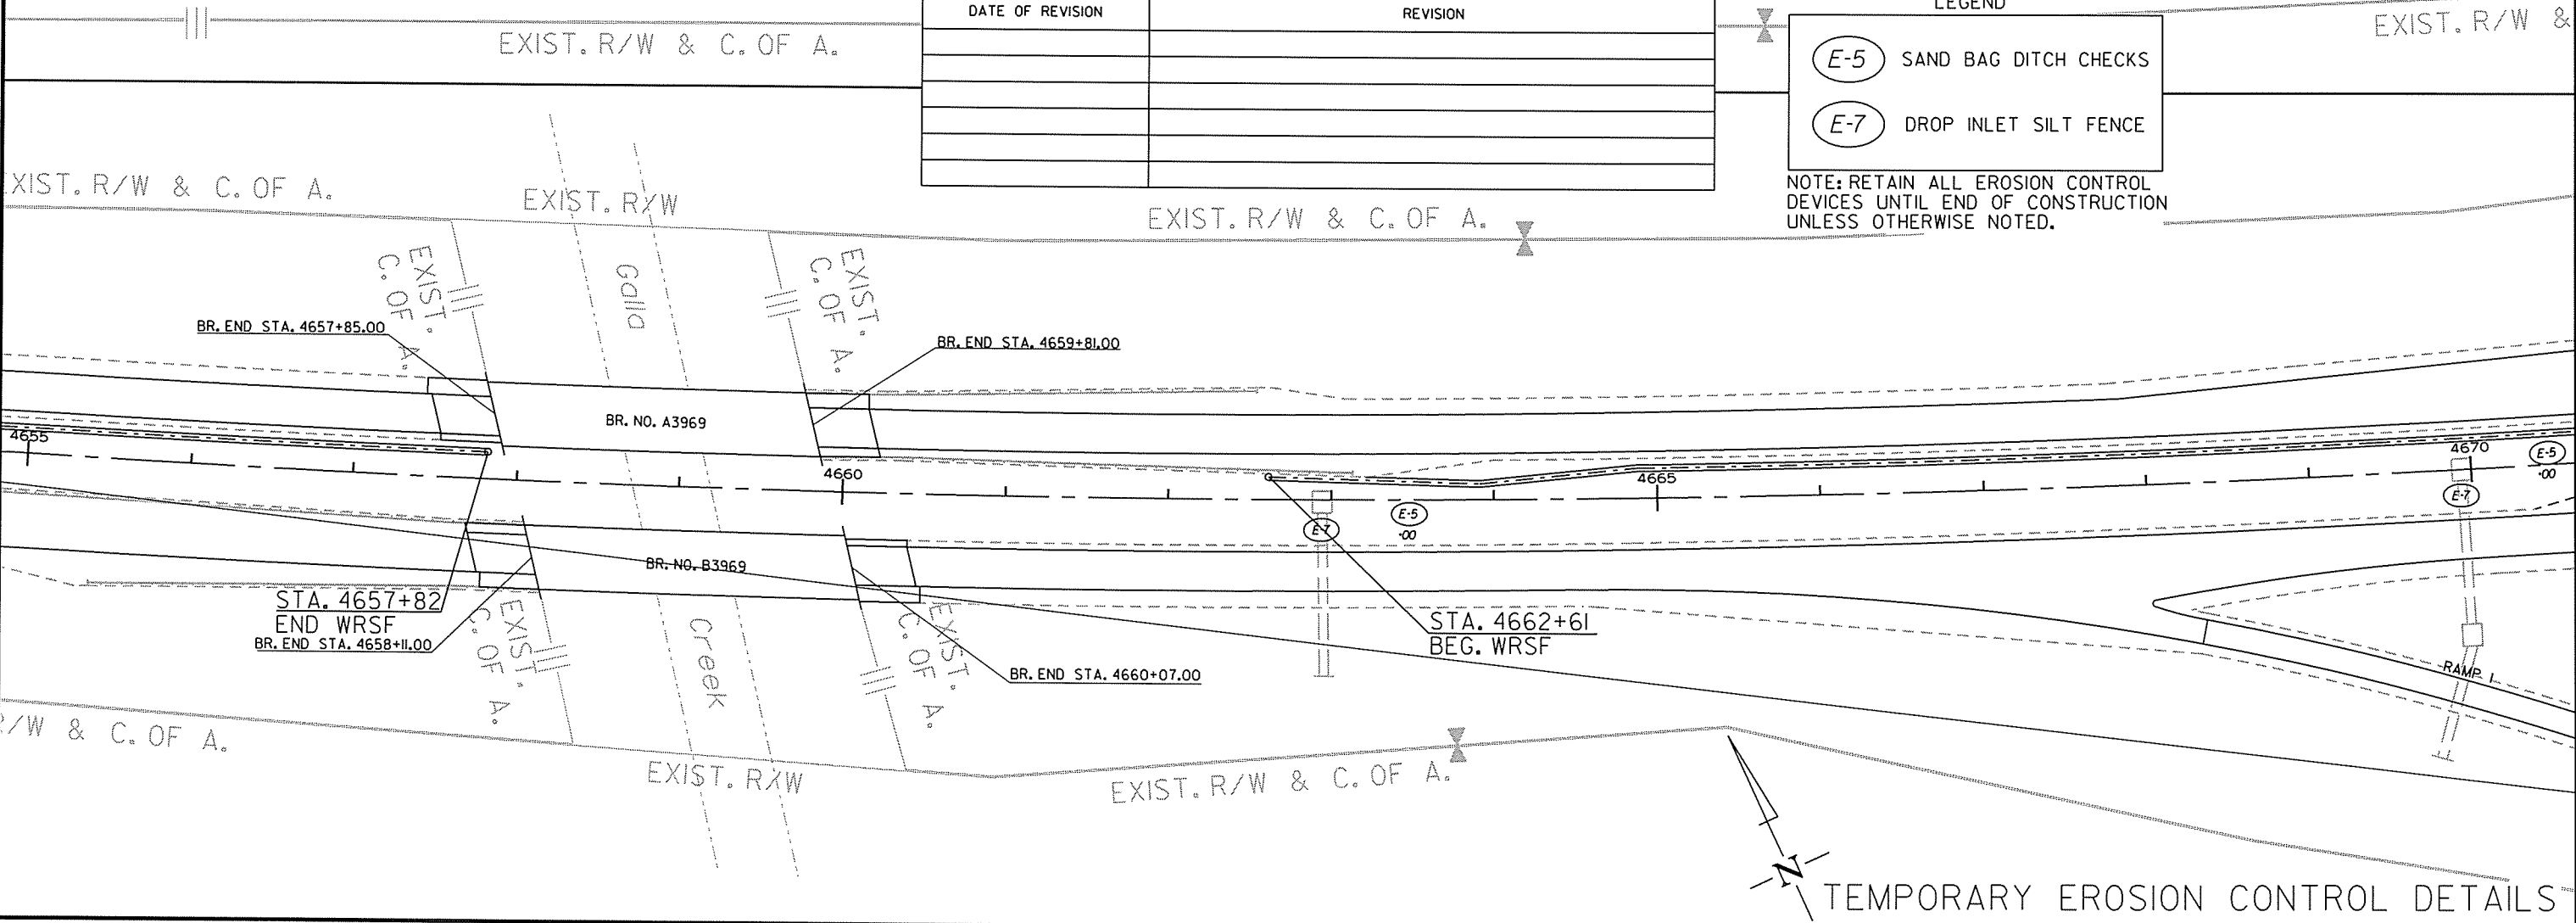 DATE OF REVISION
REVISION
LEGEND
EXIST. R/W & C. OF A.
EXIST. R/W &
E-5 SAND BAG DITCH CHECKS
E-7 DROP INLET SILT FENCE
NOTE: RETAIN ALL EROSION CONTROL
DEVICES UNTIL END OF CONSTRUCTION
UNLESS OTHERWISE NOTED.
XIST. R/W & C. OF A.
EXIST. R/W
EXIST. R/W & C. OF A.
EXIST.
C. OF A.
EXIST.
C. OF A.
BR. END STA. 4657+85.00
BR. END STA. 4659+81.00
BR. NO. A3969
4655
4660
4665
4670
E-5
+00
E-7
E-7
E-5
+00
BR. NO. B3969
STA. 4657+82
END WRSF
BR. END STA. 4658+11.00
EXIST.
C. OF A.
Creek
EXIST.
C. OF A.
STA. 4662+61
BEG. WRSF
BR. END STA. 4660+07.00
RAMP 1
/W & C. OF A.
EXIST. R/W
EXIST. R/W & C. OF A.
N
TEMPORARY EROSION CONTROL DETAILS